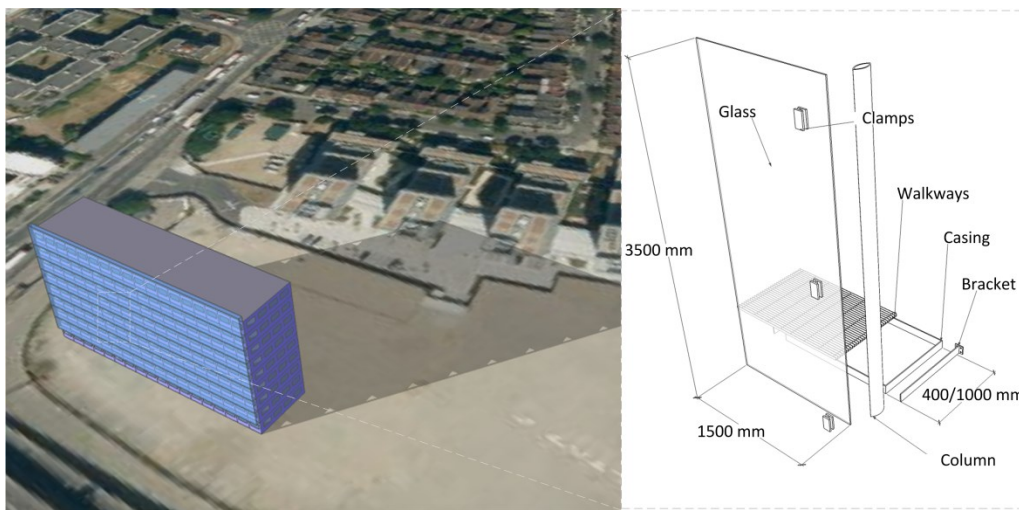 Glass
Clamps
Walkways
3500 mm
Casing
Bracket
400/1000 mm
1500 mm
Column